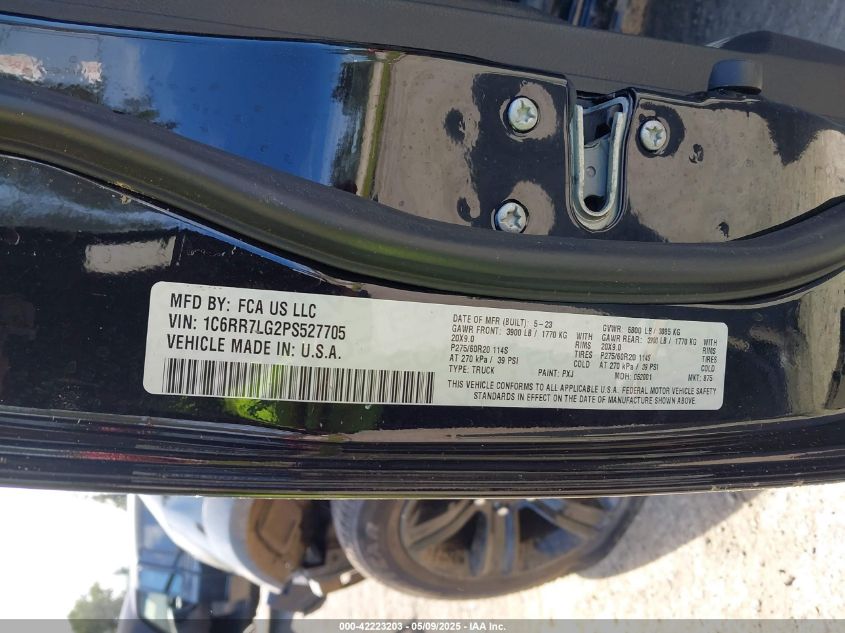 MFD BY: FCA US LLC
VIN: 1C6RR7LG2PS527705
VEHICLE MADE IN: U.S.A.
DATE OF MFR (BUILT): 5-23
GAWR FRONT: 3900 LB / 1770 KG
20X9.0 RIMS
P275/60R20 114S TIRES
AT 270 kPa / 39 PSI
TYPE: TRUCK PAINT: PXJ
GVWR: 6800 LB / 3085 KG
GAWR REAR: 3900 LB / 1770 KG
20X9.0 RIMS
P275/60R20 114S TIRES
AT 270 kPa / 39 PSI
MDH: 052001 MKT: 875
THIS VEHICLE CONFORMS TO ALL APPLICABLE U.S.A. FEDERAL MOTOR VEHICLE SAFETY
STANDARDS IN EFFECT ON THE DATE OF MANUFACTURE SHOWN ABOVE.
000-42223203 - 05/09/2025 - IAA Inc.